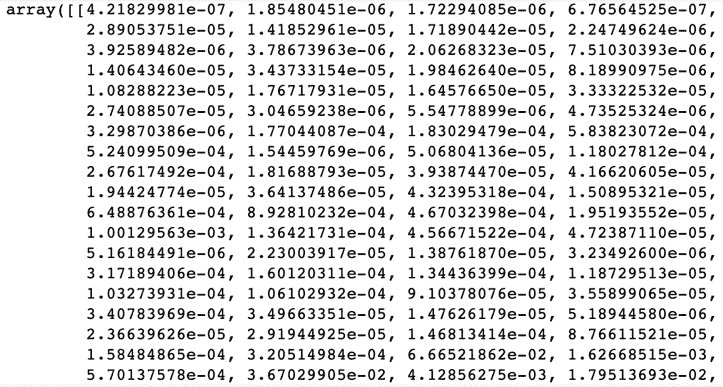 array([[4.21829981e-07, 1.85480451e-06, 1.72294085e-06, 6.76564525e-07,
2.89053751e-05, 1.41852961e-05, 1.71890442e-05, 2.24749624e-06,
3.92589482e-06, 3.78673963e-06, 2.06268323e-05, 7.51030393e-06,
1.40643460e-05, 3.43733154e-05, 1.98462640e-05, 8.18990975e-06,
1.08288223e-05, 1.76717931e-05, 1.64576650e-05, 3.33322532e-05,
2.74088507e-05, 3.04659238e-06, 5.54778899e-06, 4.73525324e-06,
3.29870386e-06, 1.77044087e-04, 1.83029479e-04, 5.83823072e-04,
5.24099509e-04, 1.54459769e-06, 5.06804136e-05, 1.18027812e-04,
2.67617492e-04, 1.81688793e-05, 3.93874470e-05, 4.16620605e-05,
1.94424774e-05, 3.64137486e-05, 4.32395318e-04, 1.50895321e-05,
6.48876361e-04, 8.92810232e-04, 4.67032398e-04, 1.95193552e-05,
1.00129563e-03, 1.36421731e-04, 4.56671522e-04, 4.72387110e-05,
5.16184491e-06, 2.23003917e-05, 1.38761870e-05, 3.23492600e-06,
3.17189406e-04, 1.60120311e-04, 1.34436399e-04, 1.18729513e-05,
1.03273931e-04, 1.06102932e-04, 9.10378076e-05, 3.55899065e-05,
3.40783969e-04, 3.49663351e-05, 1.47626179e-05, 5.18944580e-06,
2.36639626e-05, 2.91944925e-05, 1.46813414e-04, 8.76611521e-05,
1.58484865e-04, 3.20514984e-04, 6.66521862e-02, 1.62668515e-03,
5.70137578e-04, 3.67029905e-02, 4.12856275e-03, 1.79513693e-02,